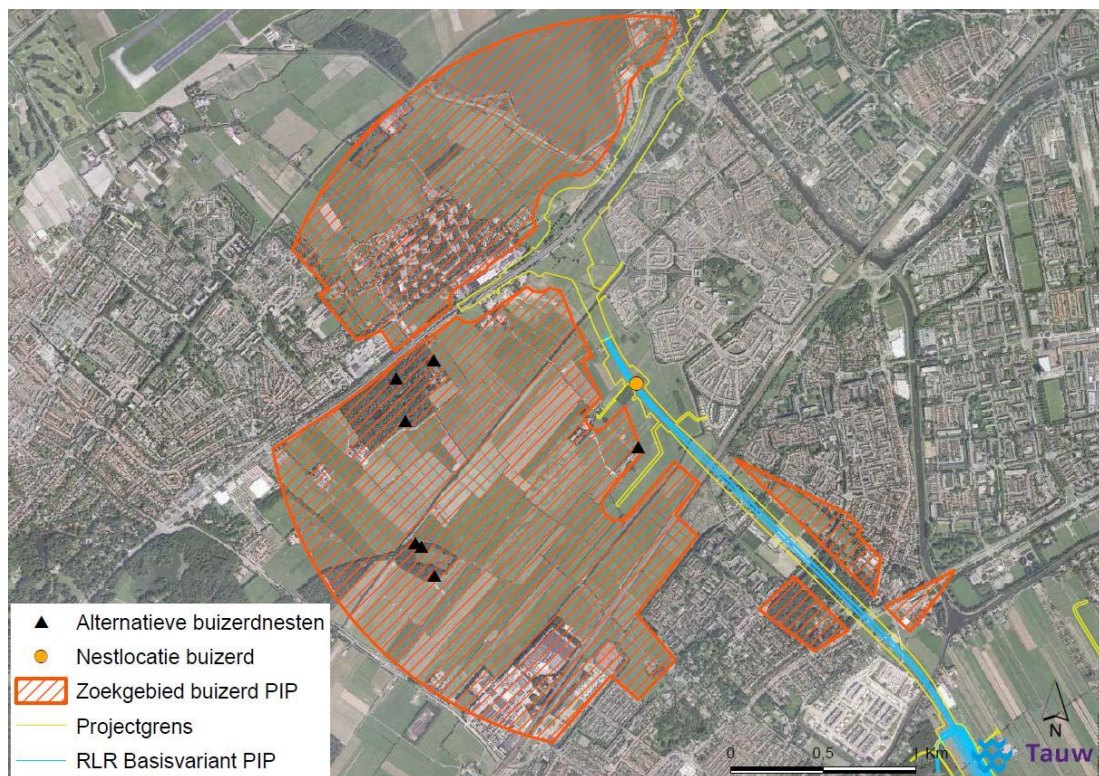 Alternatieve buizerdnesten
Nestlocatie buizerd
Zoekgebied buizerd PIP
Projectgrens
RLR Basisvariant PIP
N
0 0.5 1 Km
Tauw